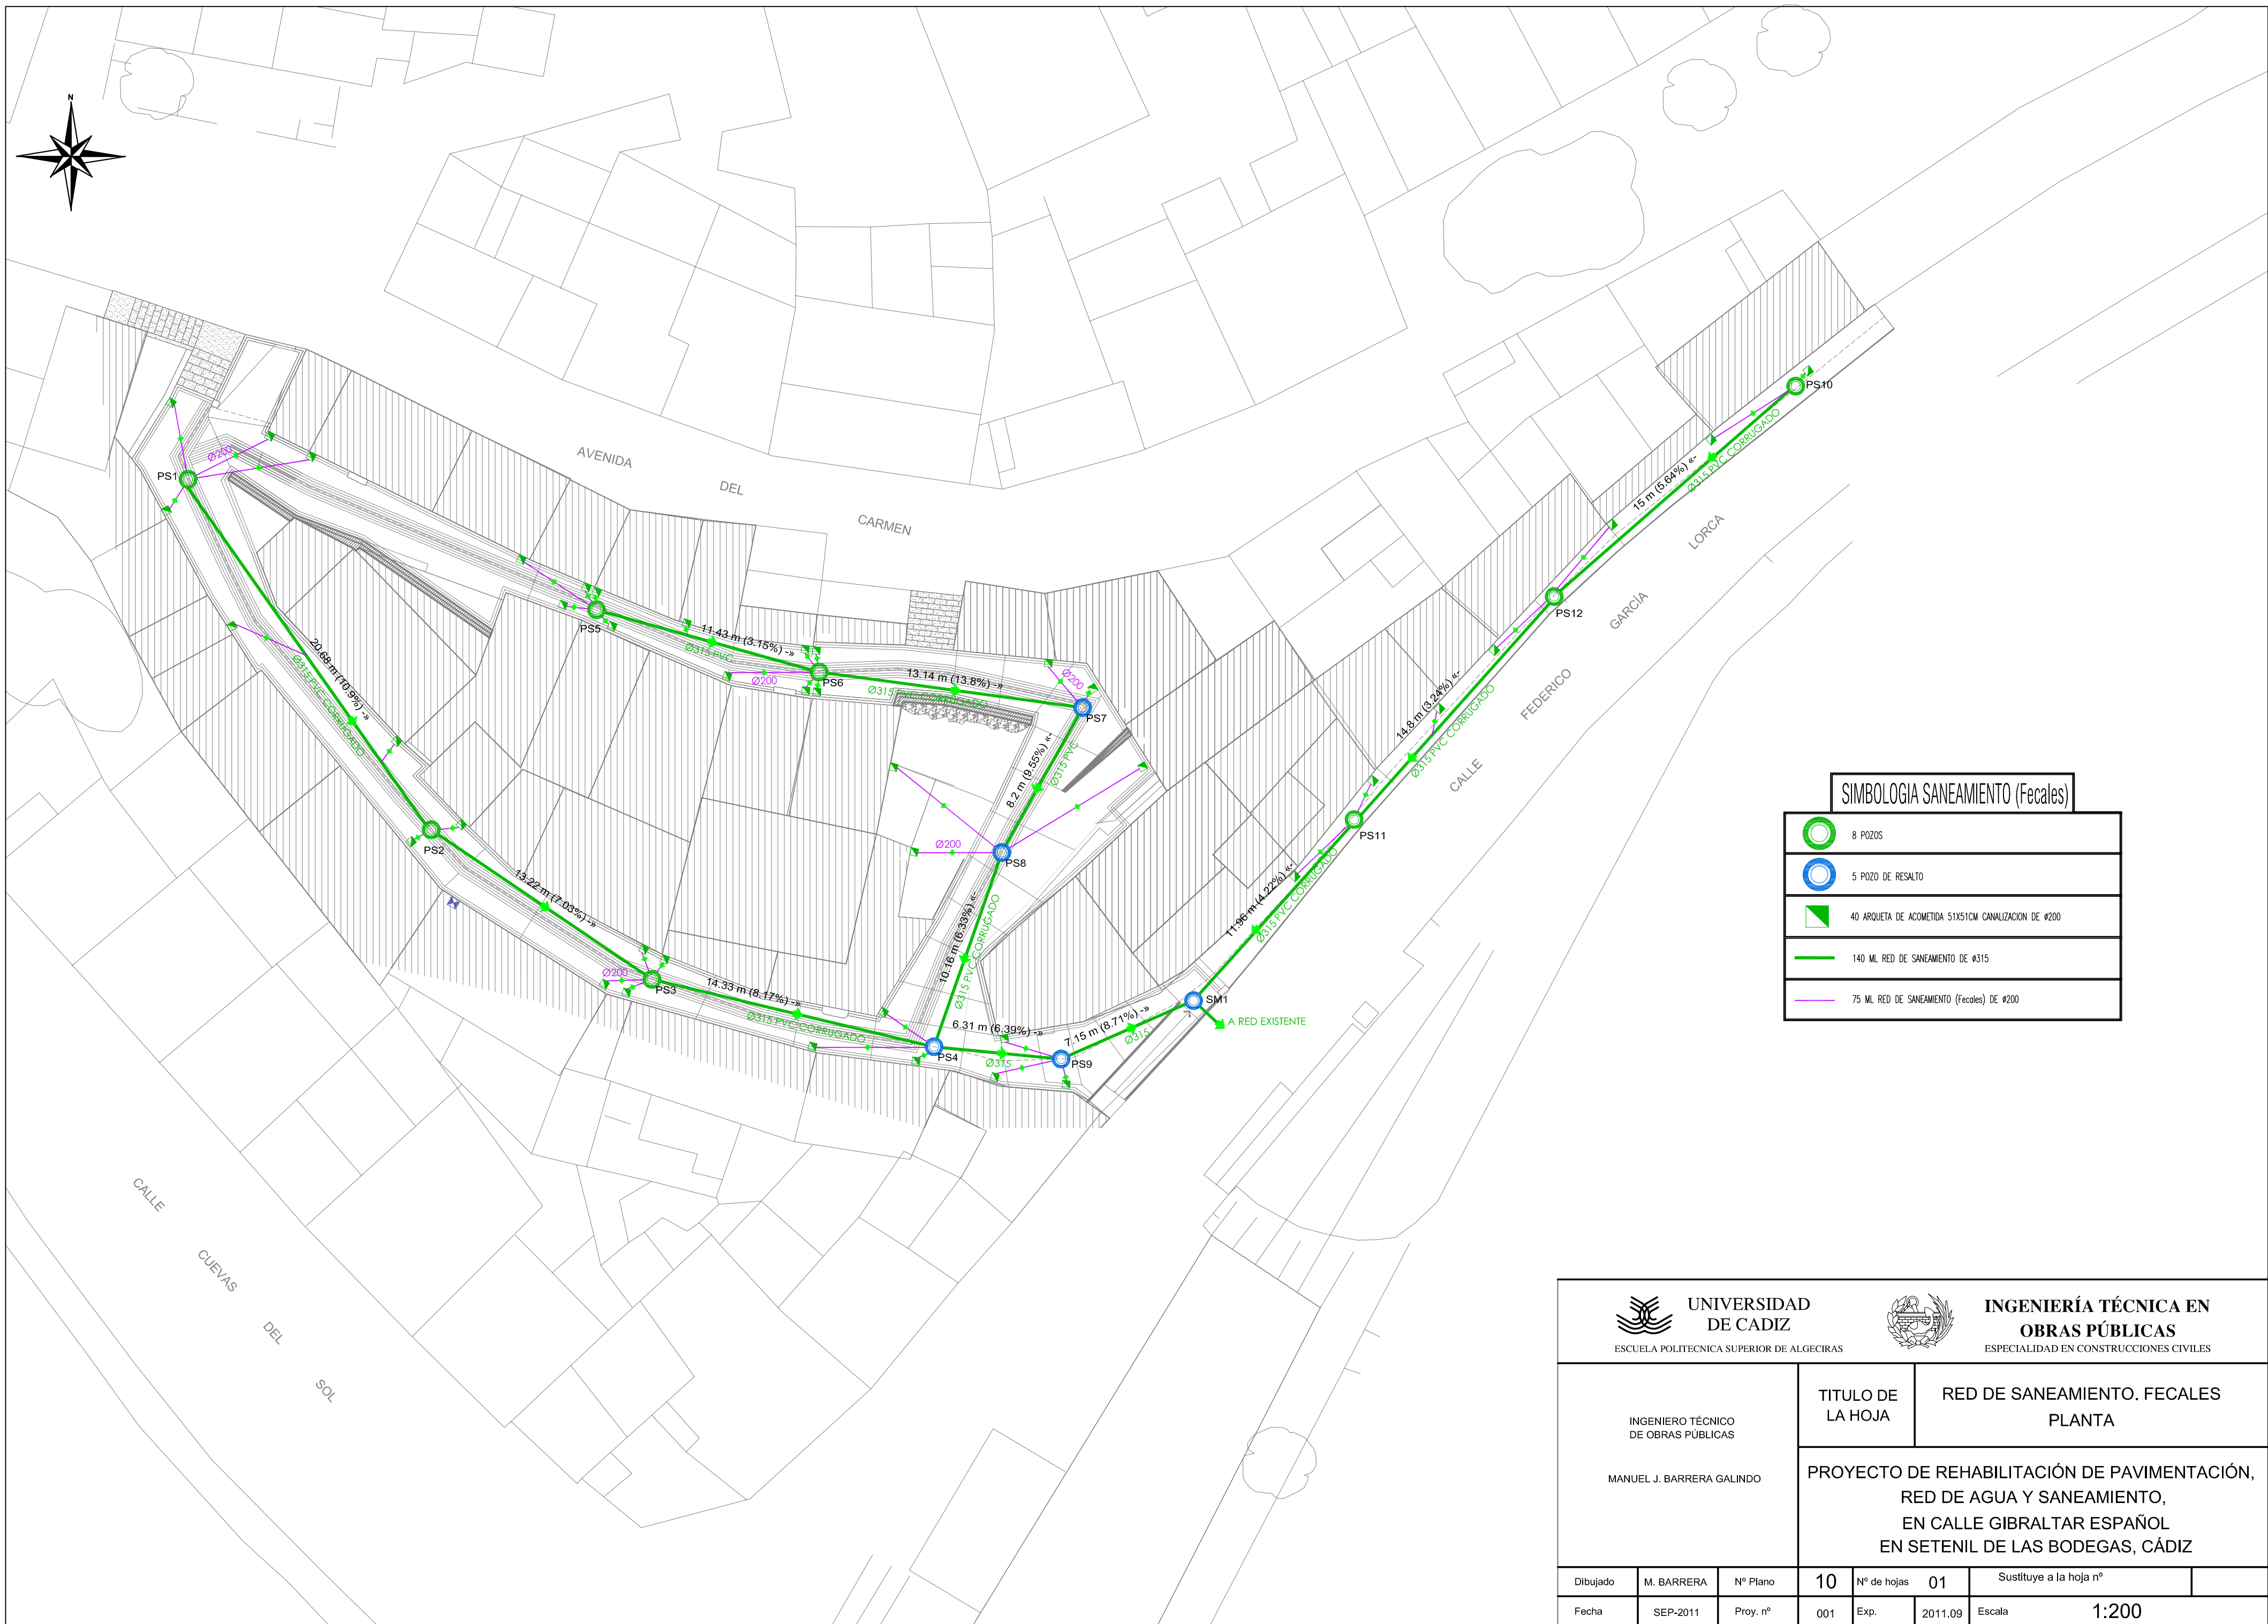 N
AVENIDA
DEL
CARMEN
PS10
Ø315 PVC CORRUGADO
15 m (5.64%) «-
LORCA
PS1
Ø200
PS12
GARCÍA
PS5
11.43 m (3.15%) -»
Ø315 PVC
20.68 m (10.9%) -»
Ø315 PVC CORRUGADO
Ø200
PS6
13.14 m (13.8%) -»
Ø315 PVC CORRUGADO
Ø200
PS7
14.8 m (3.24%) «-
Ø315 PVC CORRUGADO
FEDERICO
CALLE
8.2 m (9.55%) «-
Ø315 PVC
PS11
PS2
Ø200
PS8
13.22 m (7.03%) -»
11.96 m (4.22%) «-
Ø315 PVC CORRUGADO
10.16 m (6.33%) «-
Ø315 PVC CORRUGADO
Ø200
PS3
14.33 m (8.17%) -»
Ø315 PVC CORRUGADO
SM1
A RED EXISTENTE
6.31 m (6.39%) -»
7.15 m (8.71%) -»
Ø315
PS4
Ø315
PS9
CALLE
CUEVAS
DEL
SOL
SIMBOLOGIA SANEAMIENTO (Fecales)
8 POZOS
5 POZO DE RESALTO
40 ARQUETA DE ACOMETIDA 51X51CM CANALIZACION DE ø200
140 ML RED DE SANEAMIENTO DE ø315
75 ML RED DE SANEAMIENTO (Fecales) DE ø200
UNIVERSIDAD
DE CADIZ
ESCUELA POLITECNICA SUPERIOR DE ALGECIRAS
INGENIERÍA TÉCNICA EN
OBRAS PÚBLICAS
ESPECIALIDAD EN CONSTRUCCIONES CIVILES
INGENIERO TÉCNICO
DE OBRAS PÚBLICAS
MANUEL J. BARRERA GALINDO
TITULO DE
LA HOJA
RED DE SANEAMIENTO. FECALES
PLANTA
PROYECTO DE REHABILITACIÓN DE PAVIMENTACIÓN,
RED DE AGUA Y SANEAMIENTO,
EN CALLE GIBRALTAR ESPAÑOL
EN SETENIL DE LAS BODEGAS, CÁDIZ
Dibujado M. BARRERA Nº Plano 10 Nº de hojas 01 Sustituye a la hoja nº
Fecha SEP-2011 Proy. nº 001 Exp. 2011.09 Escala 1:200